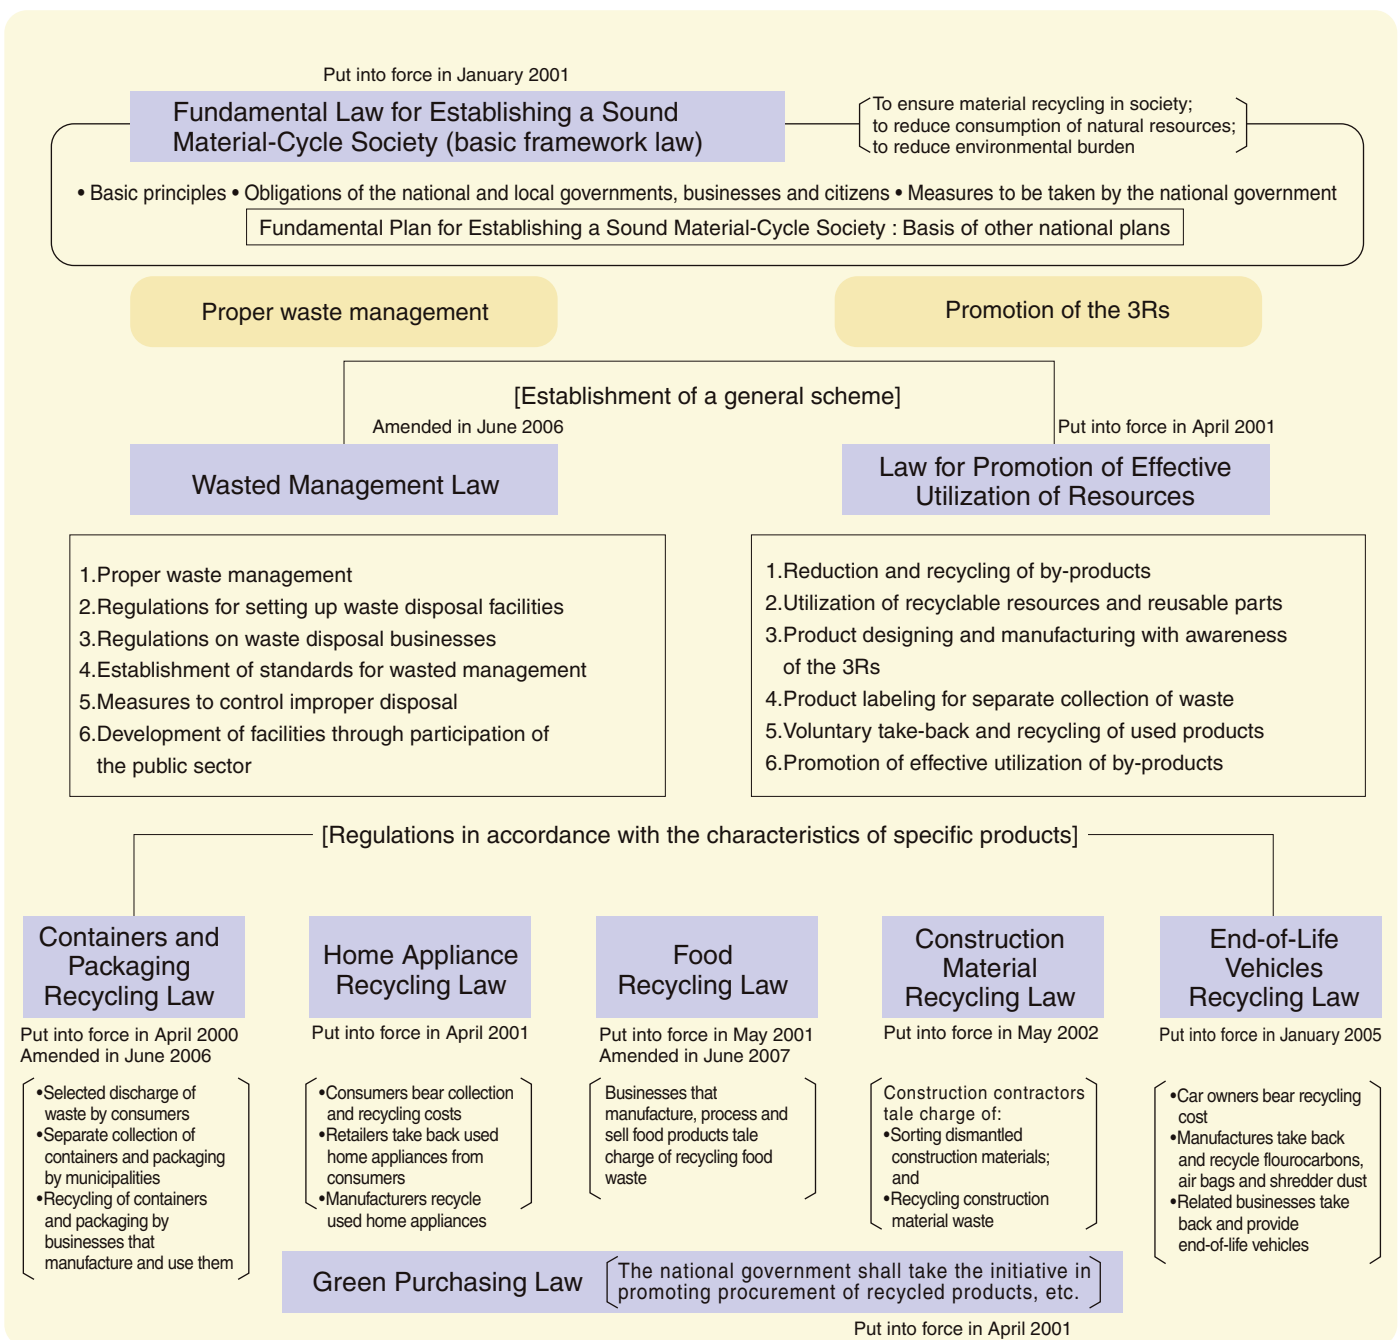 Put into force in January 2001
Fundamental Law for Establishing a Sound
Material-Cycle Society (basic framework law)
To ensure material recycling in society;
to reduce consumption of natural resources;
to reduce environmental burden
• Basic principles • Obligations of the national and local governments, businesses and citizens • Measures to be taken by the national government
Fundamental Plan for Establishing a Sound Material-Cycle Society : Basis of other national plans
Proper waste management
Promotion of the 3Rs
[Establishment of a general scheme]
Amended in June 2006
Wasted Management Law
1.Proper waste management
2.Regulations for setting up waste disposal facilities
3.Regulations on waste disposal businesses
4.Establishment of standards for wasted management
5.Measures to control improper disposal
6.Development of facilities through participation of
the public sector
Put into force in April 2001
Law for Promotion of Effective
Utilization of Resources
1.Reduction and recycling of by-products
2.Utilization of recyclable resources and reusable parts
3.Product designing and manufacturing with awareness
of the 3Rs
4.Product labeling for separate collection of waste
5.Voluntary take-back and recycling of used products
6.Promotion of effective utilization of by-products
[Regulations in accordance with the characteristics of specific products]
Containers and
Packaging
Recycling Law
Put into force in April 2000
Amended in June 2006
•Selected discharge of
waste by consumers
•Separate collection of
containers and packaging
by municipalities
•Recycling of containers
and packaging by
businesses that
manufacture and use them
Home Appliance
Recycling Law
Put into force in April 2001
•Consumers bear collection
and recycling costs
•Retailers take back used
home appliances from
consumers
•Manufacturers recycle
used home appliances
Food
Recycling Law
Put into force in May 2001
Amended in June 2007
Businesses that
manufacture, process and
sell food products tale
charge of recycling food
waste
Construction
Material
Recycling Law
Put into force in May 2002
Construction contractors
tale charge of:
•Sorting dismantled
construction materials;
and
•Recycling construction
material waste
End-of-Life
Vehicles
Recycling Law
Put into force in January 2005
•Car owners bear recycling
cost
•Manufactures take back
and recycle flourocarbons,
air bags and shredder dust
•Related businesses take
back and provide
end-of-life vehicles
Green Purchasing Law
The national government shall take the initiative in
promoting procurement of recycled products, etc.
Put into force in April 2001